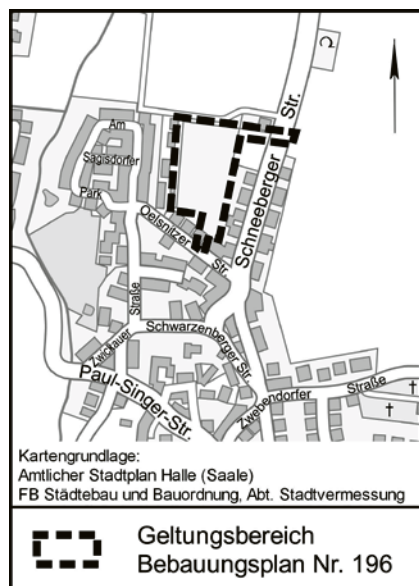 Str.
Am
Sagisdorfer
Park
Oelsnitzer
Str.
Schneeberger
Straße
Zwickauer
Schwarzenberger Str.
Paul-Singer-Str.
Zwebendorfer
Straße
Kartengrundlage:
Amtlicher Stadtplan Halle (Saale)
FB Städtebau und Bauordnung, Abt. Stadtvermessung
Geltungsbereich
Bebauungsplan Nr. 196